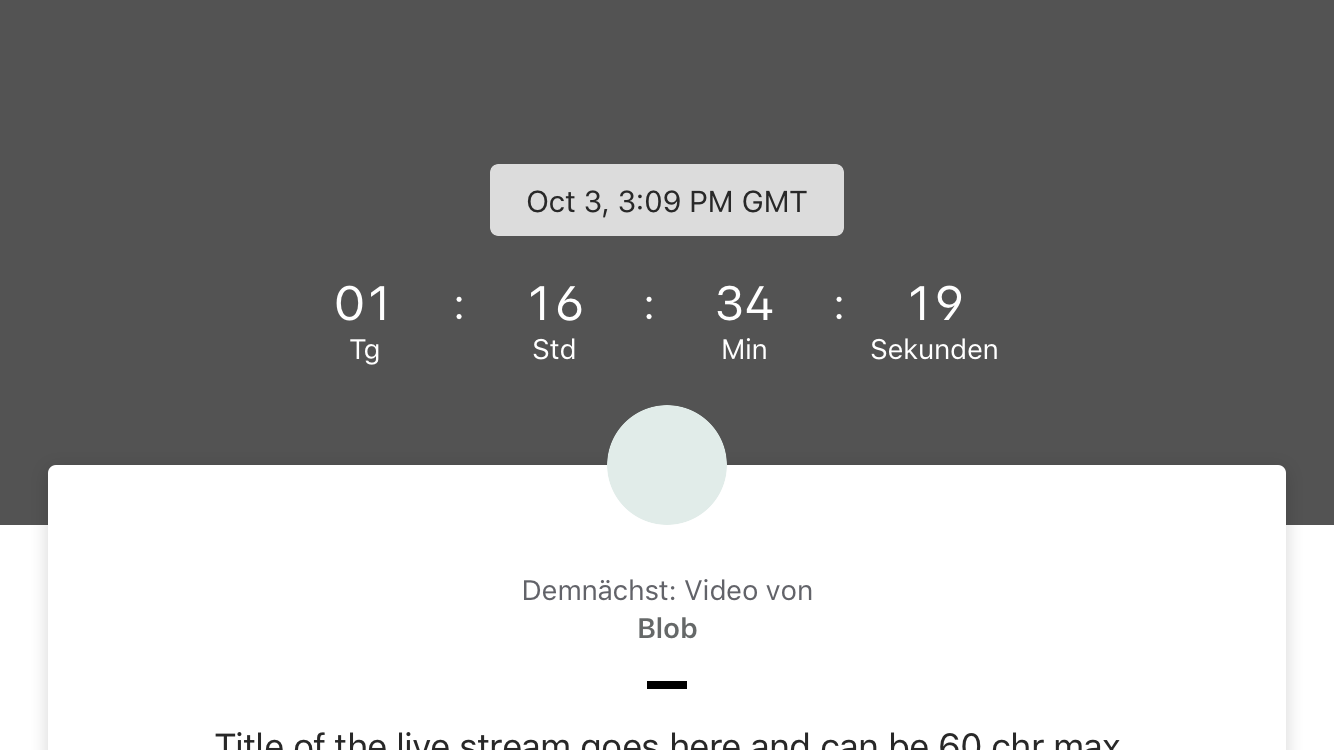 Oct 3, 3:09 PM GMT
01 : 16 : 34 : 19
Tg Std Min Sekunden
Demnächst: Video von
Blob
Title of the live stream goes here and can be 60 chr max